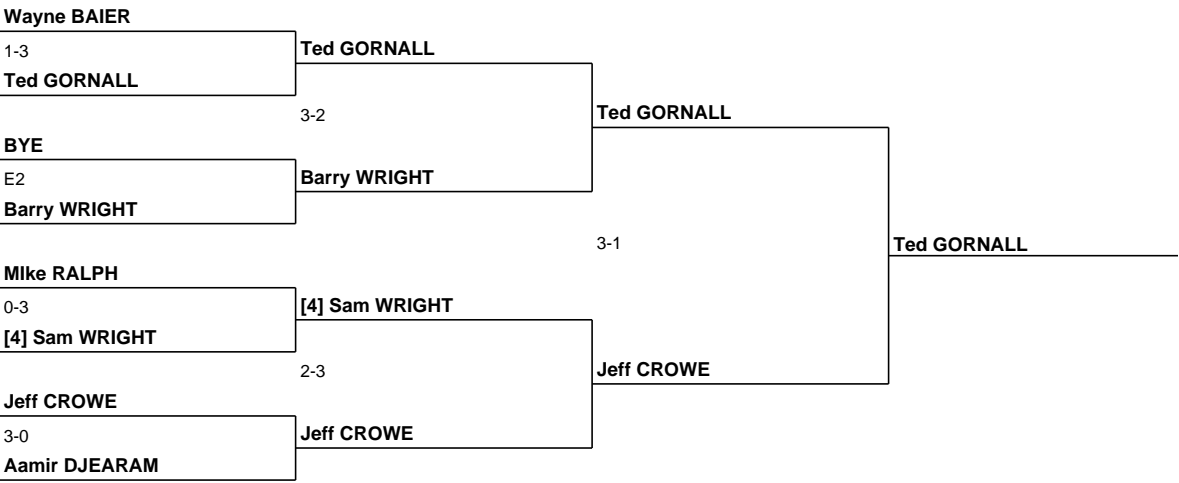 Wayne BAIER
1-3
Ted GORNALL
Ted GORNALL
3-2
Ted GORNALL
BYE
E2
Barry WRIGHT
Barry WRIGHT
3-1
Ted GORNALL
MIke RALPH
0-3
[4] Sam WRIGHT
[4] Sam WRIGHT
2-3
Jeff CROWE
Jeff CROWE
3-0
Jeff CROWE
Aamir DJEARAM